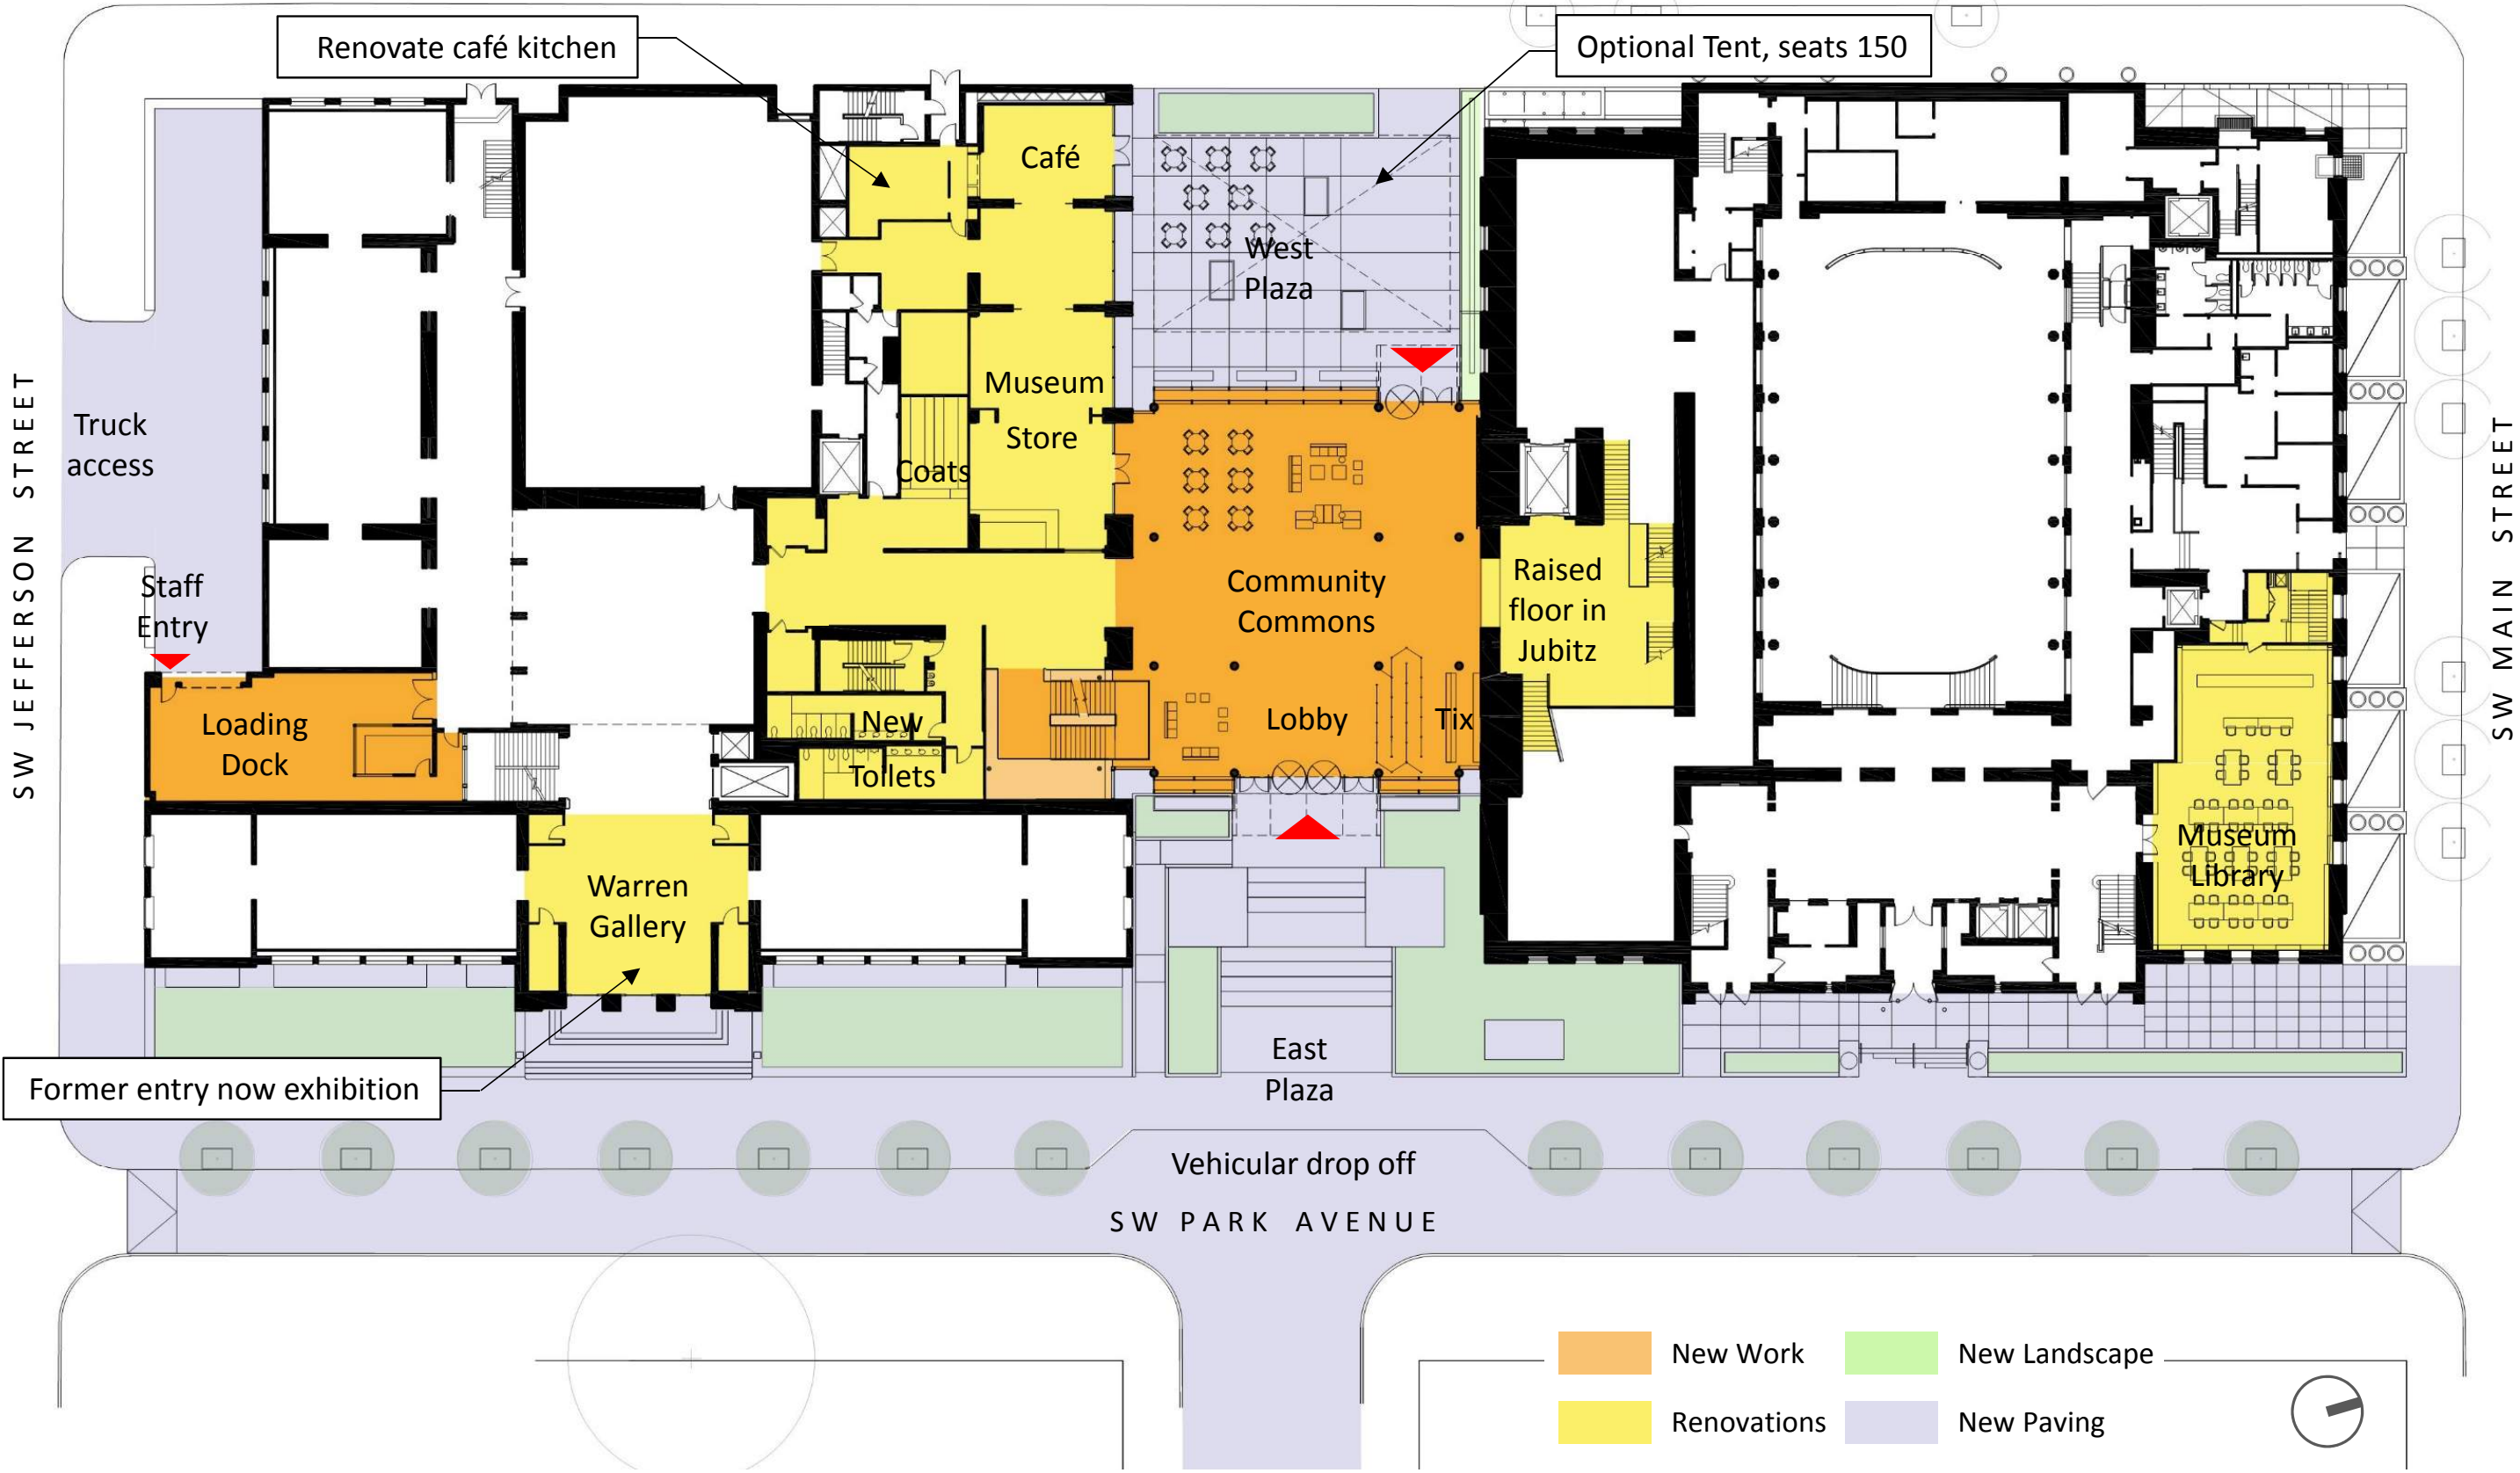 Renovate café kitchen
Optional Tent, seats 150
Café
West
Plaza
Museum
Store
Coats
Truck
access
Staff
Entry
SW JEFFERSON STREET
SW MAIN STREET
Community
Commons
Raised
floor in
Jubitz
Loading
Dock
New
Toilets
Lobby
Tix
Museum
Library
Warren
Gallery
Former entry now exhibition
East
Plaza
Vehicular drop off
SW PARK AVENUE
New Work
New Landscape
Renovations
New Paving